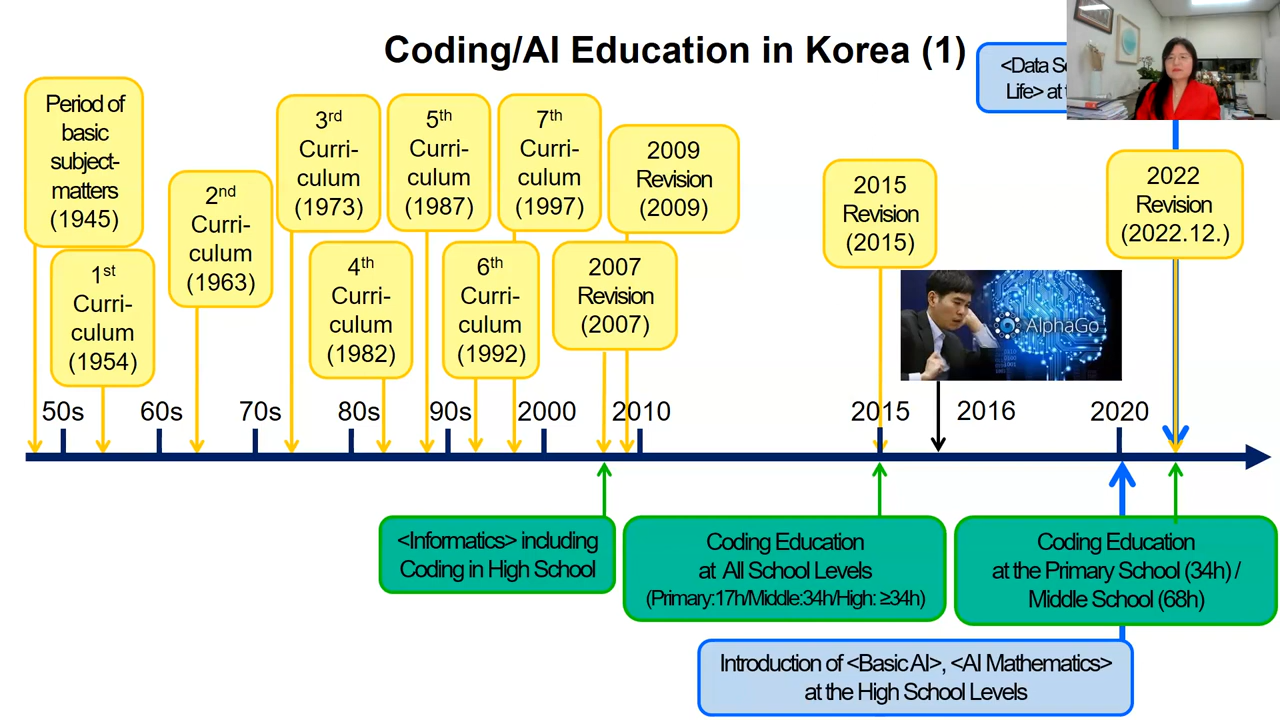 Coding/AI Education in Korea (1)
<Data
Life> at
Period of
basic
subject-
matters
(1945)
1st
Curri-
culum
(1954)
2nd
Curri-
culum
(1963)
3rd
Curri-
culum
(1973)
4th
Curri-
culum
(1982)
5th
Curri-
culum
(1987)
6th
Curri-
culum
(1992)
7th
Curri-
culum
(1997)
2007
Revision
(2007)
2009
Revision
(2009)
2015
Revision
(2015)
AlphaGo
2022
Revision
(2022.12.)
50s 60s 70s 80s 90s 2000 2010 2015 2016 2020
<Informatics> including
Coding in High School
Coding Education
at All School Levels
(Primary:17h/Middle:34h/High: ≥34h)
Coding Education
at the Primary School (34h) /
Middle School (68h)
Introduction of <Basic AI>, <AI Mathematics>
at the High School Levels